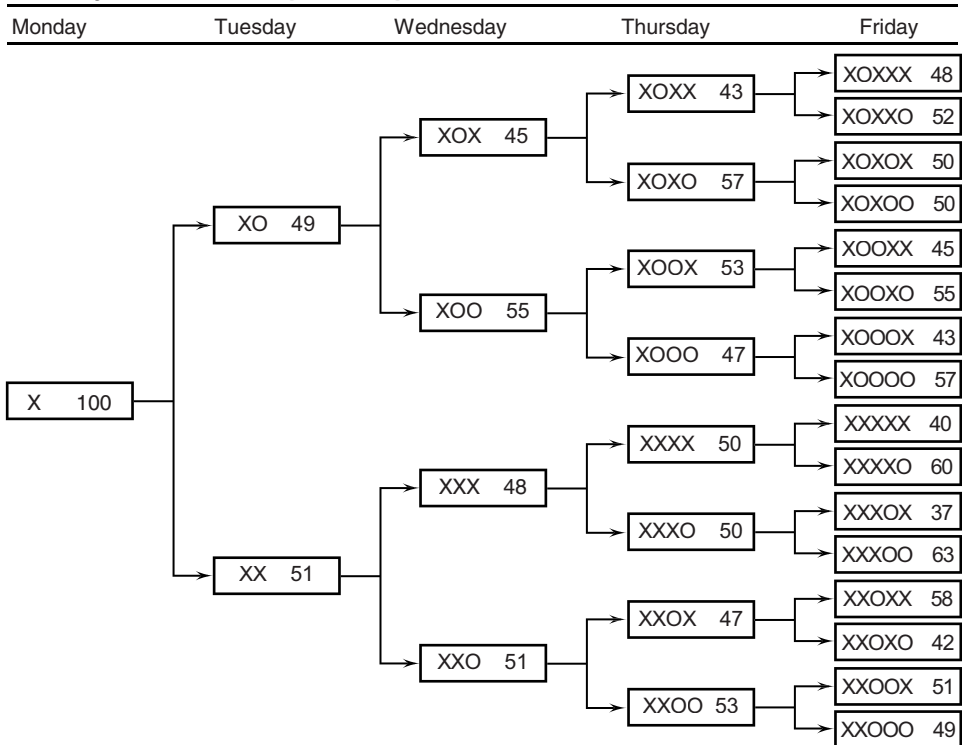 Monday Tuesday Wednesday Thursday Friday
XOXXX 48
XOXX 43
XOXXO 52
XOX 45
XOXOX 50
XOXO 57
XOXOO 50
XO 49
XOOXX 45
XOOX 53
XOOXO 55
XOO 55
XOOOX 43
XOOO 47
XOOOO 57
X 100
XXXXX 40
XXXX 50
XXXXO 60
XXX 48
XXXOX 37
XXXO 50
XXXOO 63
XX 51
XXOXX 58
XXOX 47
XXOXO 42
XXO 51
XXOOX 51
XXOO 53
XXOOO 49